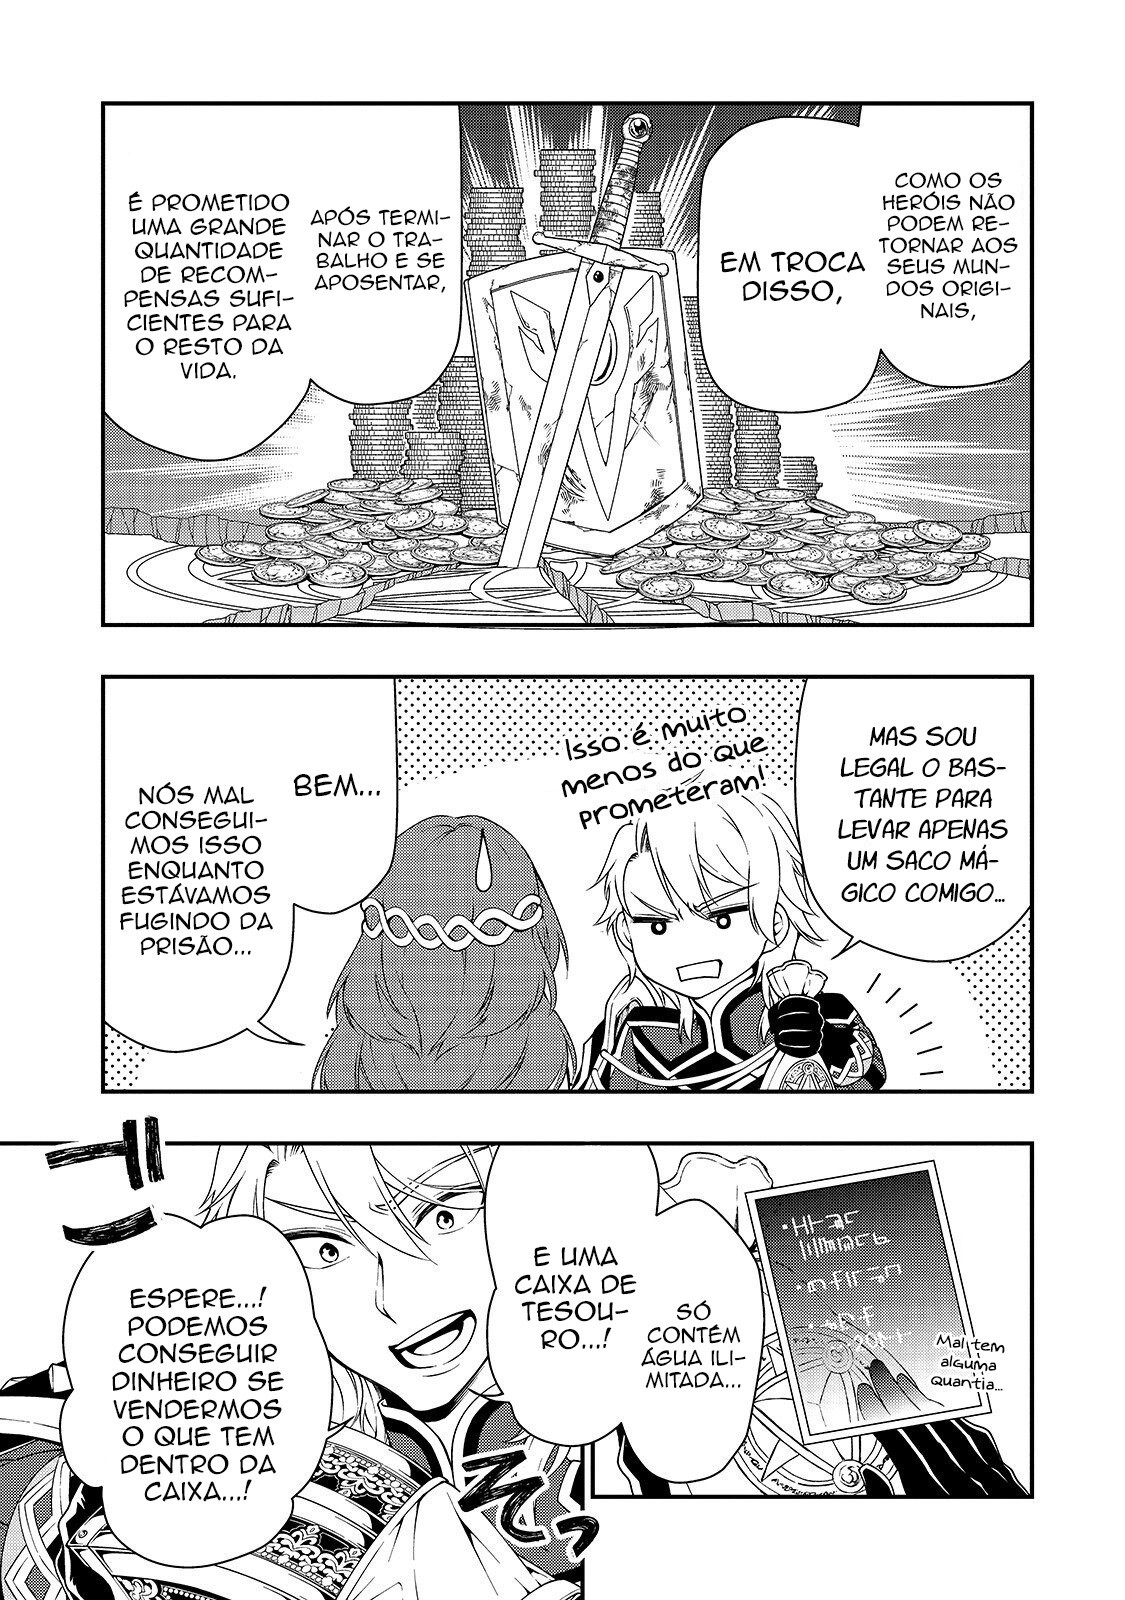 COMO OS
HERÓIS NÃO
PODEM RE-
TORNAR AOS
SEUS MUN-
DOS ORIGI-
NAIS,
EM TROCA
DISSO,
APÓS TERMI-
NAR O TRA-
BALHO E SE
APOSENTAR,
É PROMETIDO
UMA GRANDE
QUANTIDADE
DE RECOM-
PENSAS SUFI-
CIENTES PARA
O RESTO DA
VIDA.
MAS SOU
LEGAL O BAS-
TANTE PARA
LEVAR APENAS
UM SACO MÁ-
GICO COMIGO...
Isso é muito
menos do que
prometeram!
BEM...
NÓS MAL
CONSEGUI-
MOS ISSO
ENQUANTO
ESTÁVAMOS
FUGINDO DA
PRISÃO...
Mal tem
alguma
quantia...
SÓ
CONTÉM
ÁGUA ILI-
MITADA...
E UMA
CAIXA DE
TESOU-
RO...!
ESPERE...!
PODEMOS
CONSEGUIR
DINHEIRO SE
VENDERMOS
O QUE TEM
DENTRO DA
CAIXA...!